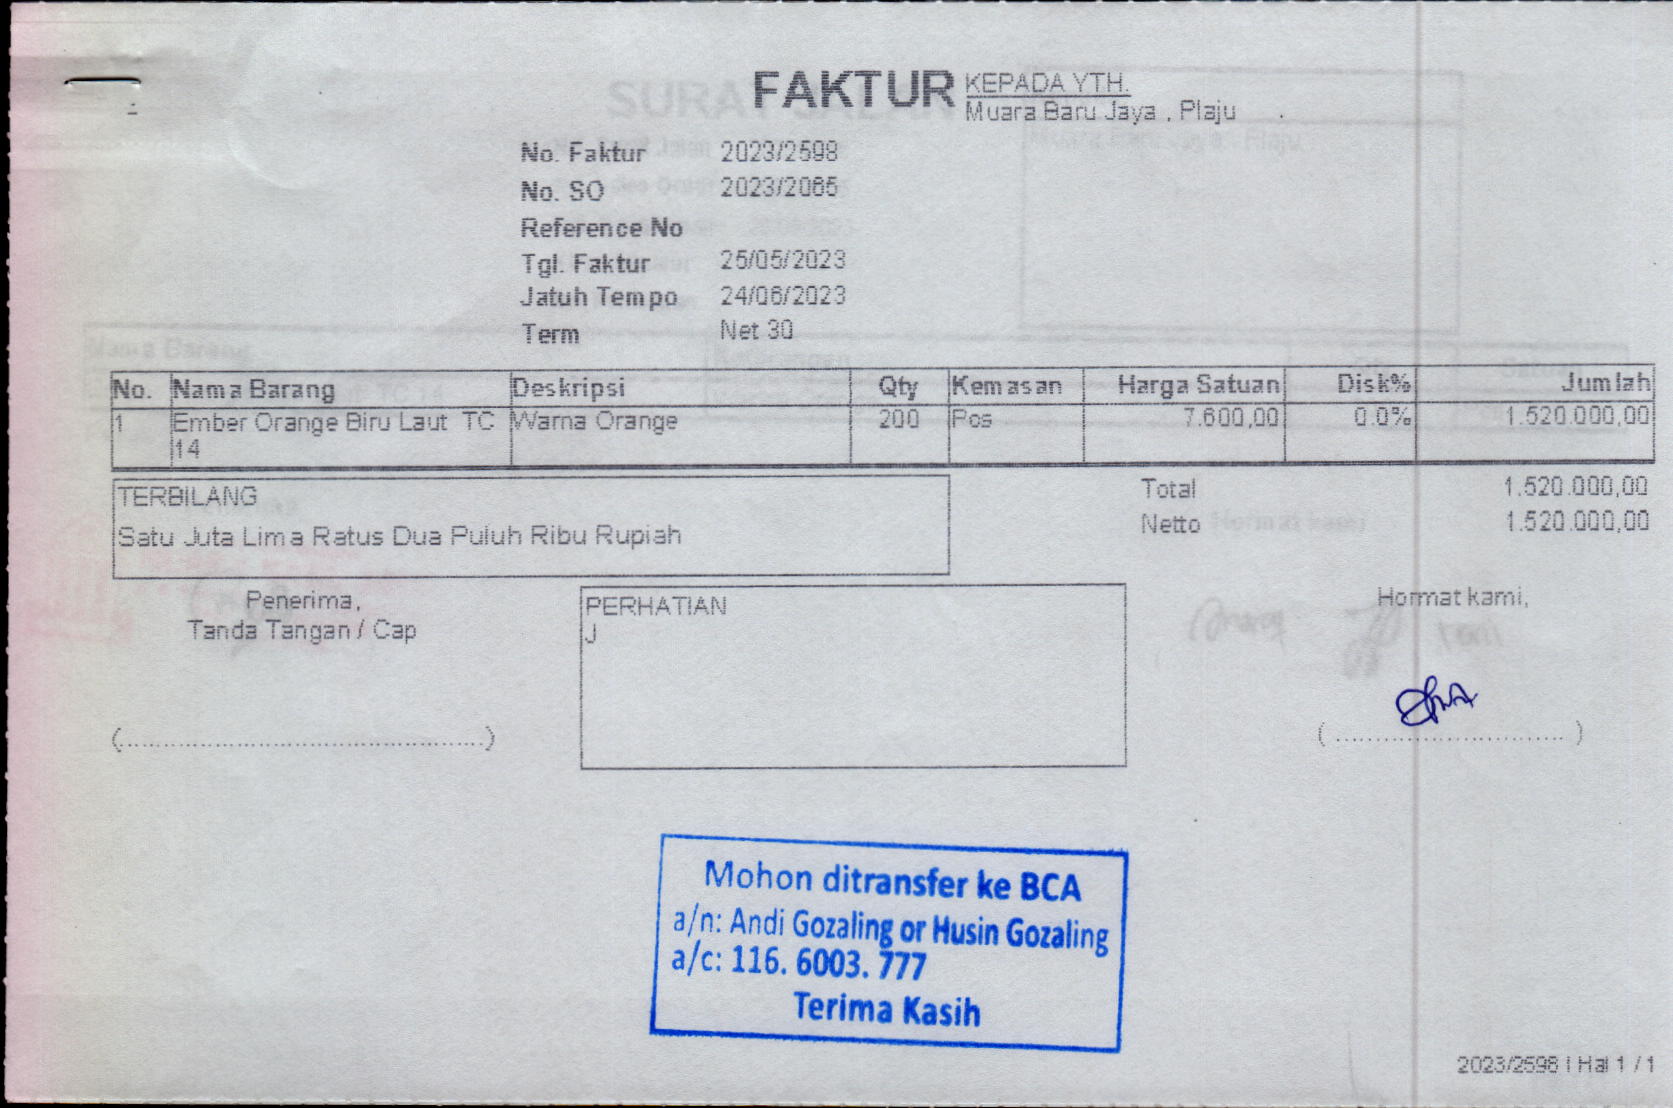 FAKTUR
KEPADA YTH.
Muara Baru Jaya , Plaju
No. Faktur 2023/2598
No. SO 2023/2065
Reference No
Tgl. Faktur 25/05/2023
Jatuh Tempo 24/06/2023
Term Net 30
No. Nama Barang Deskripsi Qty Kemasan Harga Satuan Disk% Jumlah
1 Ember Orange Biru Laut TC Warna Orange 200 Pcs 7.600,00 0.0% 1.520.000,00
14
TERBILANG
Satu Juta Lima Ratus Dua Puluh Ribu Rupiah
Total 1.520.000,00
Netto 1.520.000,00
Penerima,
Tanda Tangan / Cap
(..............................................)
PERHATIAN
J
Hormat kami,
( ............................. )
Mohon ditransfer ke BCA
a/n: Andi Gozaling or Husin Gozaling
a/c: 116. 6003. 777
Terima Kasih
2023/2598 | Hal 1 / 1